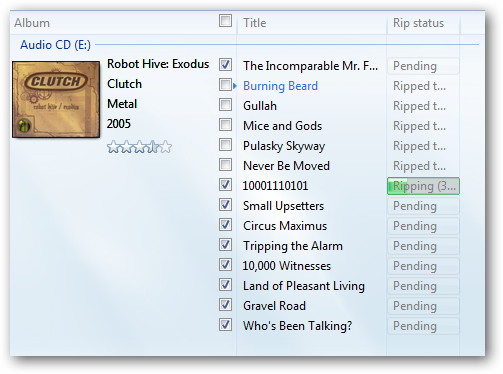 Album Title Rip status
Audio CD (E:)
Robot Hive: Exodus The Incomparable Mr. F... Pending
Clutch Burning Beard Ripped t...
Metal Gullah Ripped t...
2005 Mice and Gods Ripped t...
Pulasky Skyway Ripped t...
Never Be Moved Ripped t...
10001110101 Ripping (3...
Small Upsetters Pending
Circus Maximus Pending
Tripping the Alarm Pending
10,000 Witnesses Pending
Land of Pleasant Living Pending
Gravel Road Pending
Who's Been Talking? Pending
CLUTCH
robot hive / exodus